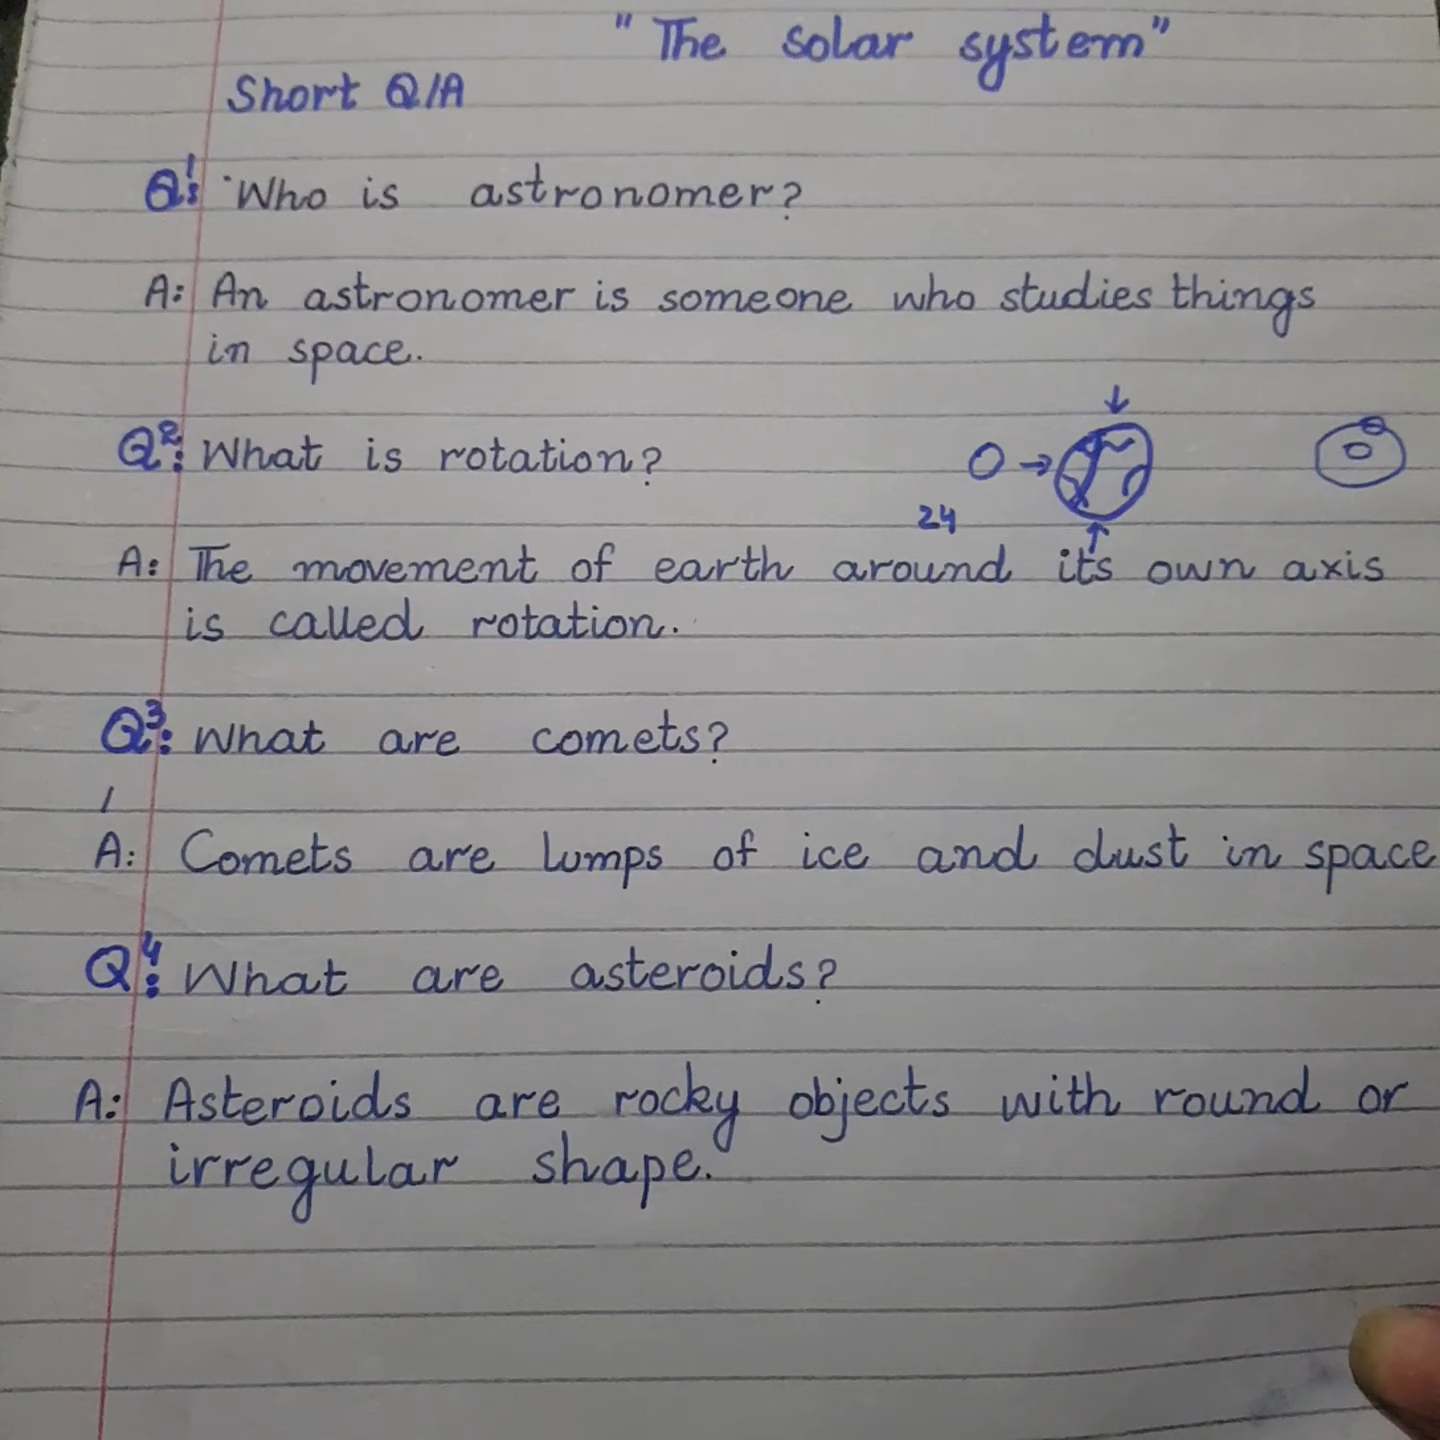 "The solar system"
Short Q/A
Q1: Who is astronomer?
A: An astronomer is someone who studies things
in space.
Q2: What is rotation?
24
A: The movement of earth around its own axis
is called rotation.
Q3: What are comets?
A: Comets are lumps of ice and dust in space
Q4: What are asteroids?
A: Asteroids are rocky objects with round or
irregular shape.